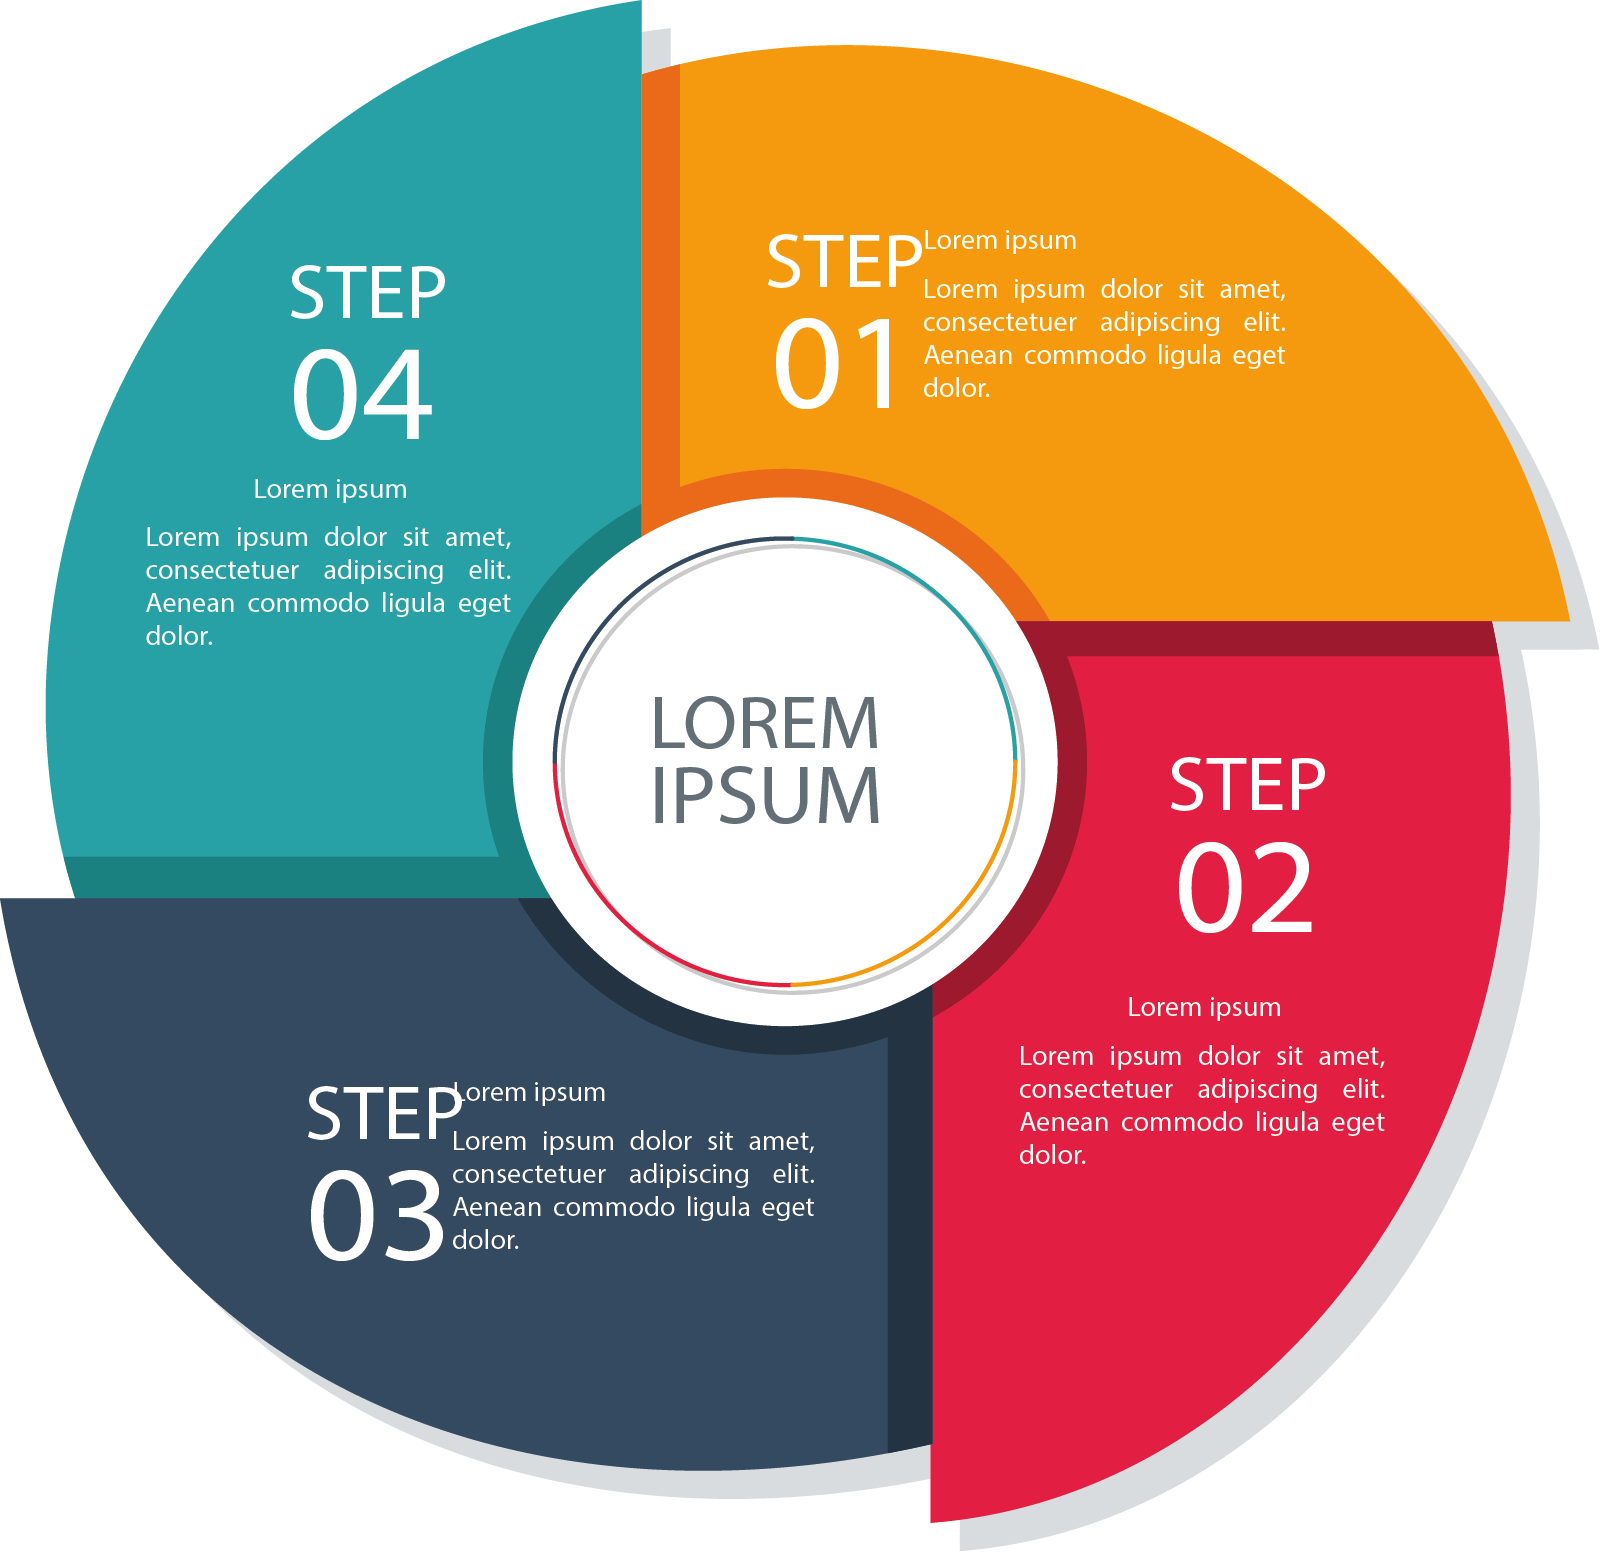 STEP
01
Lorem ipsum
Lorem ipsum dolor sit amet,
consectetuer adipiscing elit.
Aenean commodo ligula eget
dolor.
STEP
02
Lorem ipsum
Lorem ipsum dolor sit amet,
consectetuer adipiscing elit.
Aenean commodo ligula eget
dolor.
STEP
03
Lorem ipsum
Lorem ipsum dolor sit amet,
consectetuer adipiscing elit.
Aenean commodo ligula eget
dolor.
STEP
04
Lorem ipsum
Lorem ipsum dolor sit amet,
consectetuer adipiscing elit.
Aenean commodo ligula eget
dolor.
LOREM
IPSUM